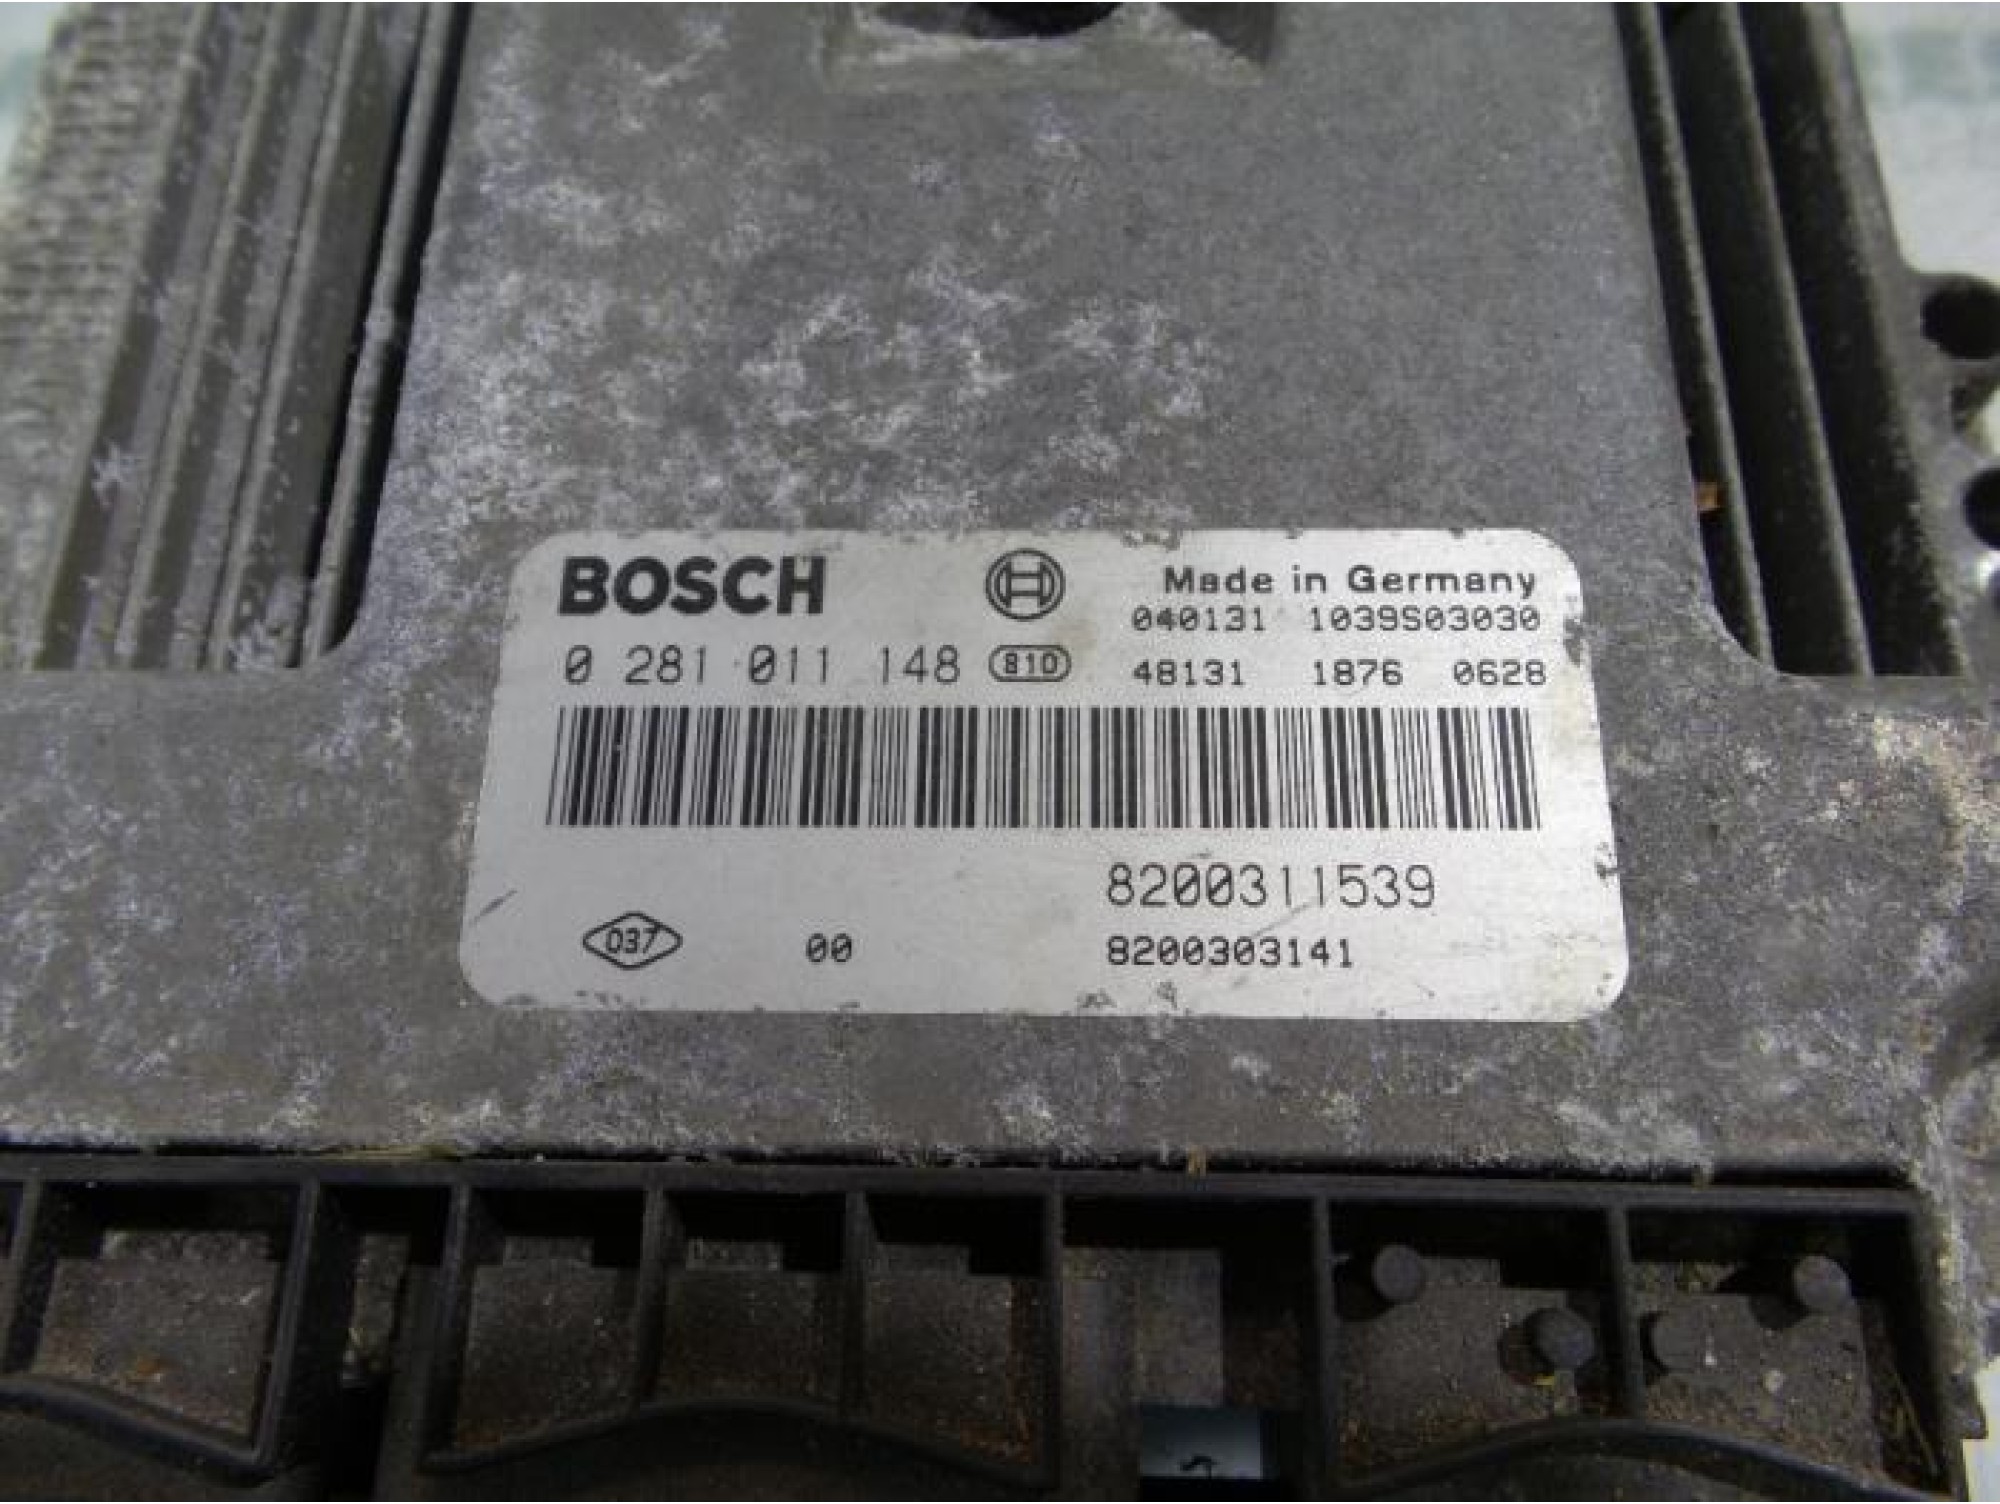 BOSCH Made in Germany
040131 1039S03030
0 281 011 148 810 48131 1876 0628
8200311539
037 00 8200303141